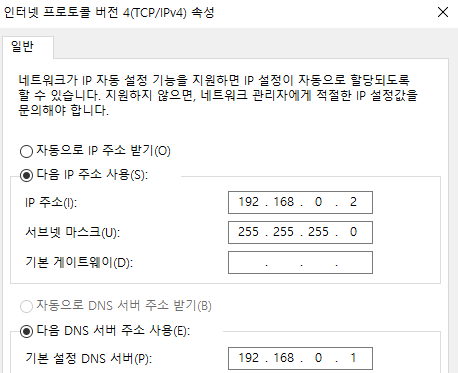 인터넷 프로토콜 버전 4(TCP/IPv4) 속성
일반
네트워크가 IP 자동 설정 기능을 지원하면 IP 설정이 자동으로 할당되도록
할 수 있습니다. 지원하지 않으면, 네트워크 관리자에게 적절한 IP 설정값을
문의해야 합니다.
자동으로 IP 주소 받기(O)
다음 IP 주소 사용(S):
IP 주소(I): 192 . 168 . 0 . 2
서브넷 마스크(U): 255 . 255 . 255 . 0
기본 게이트웨이(D): . . .
자동으로 DNS 서버 주소 받기(B)
다음 DNS 서버 주소 사용(E):
기본 설정 DNS 서버(P): 192 . 168 . 0 . 1